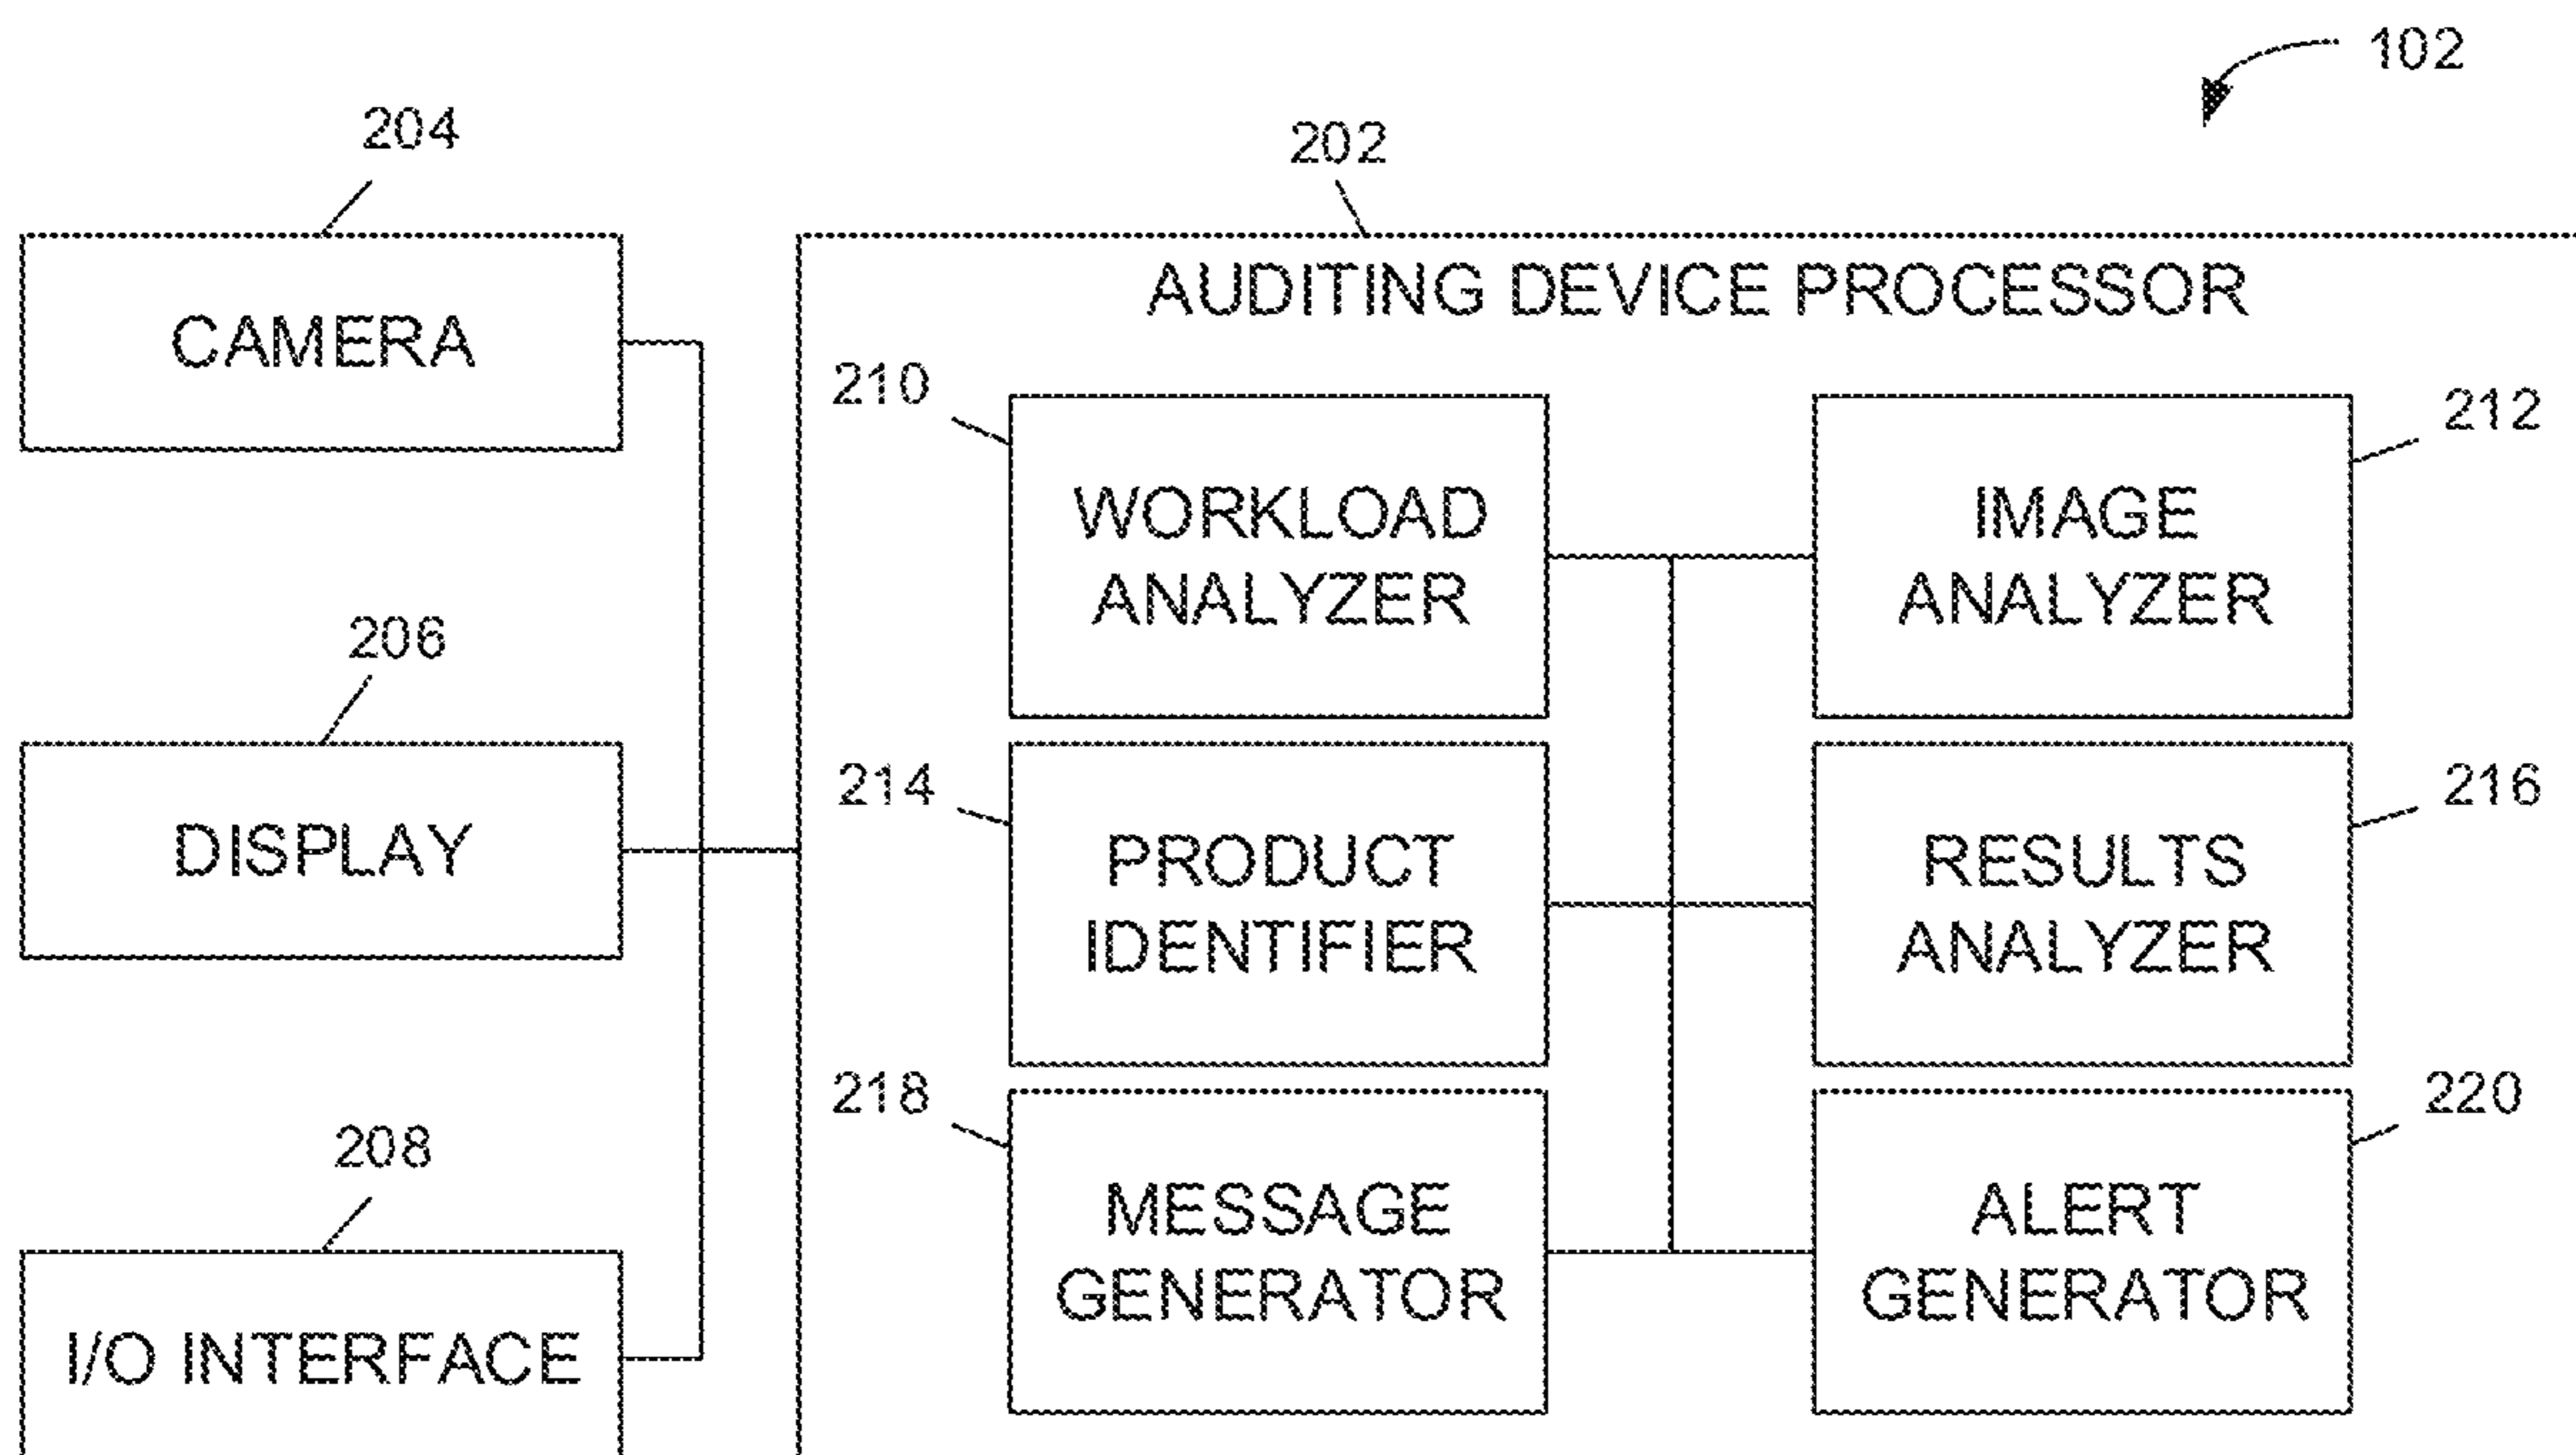 102
204
202
CAMERA
AUDITING DEVICE PROCESSOR
210
212
WORKLOAD
ANALYZER
IMAGE
ANALYZER
206
DISPLAY
214
216
PRODUCT
IDENTIFIER
RESULTS
ANALYZER
208
I/O INTERFACE
218
220
MESSAGE
GENERATOR
ALERT
GENERATOR